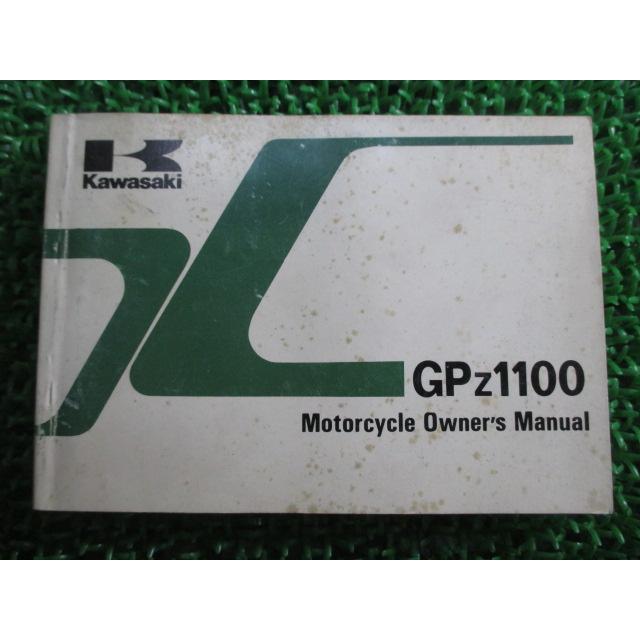 Kawasaki
GPz1100
Motorcycle Owner's Manual